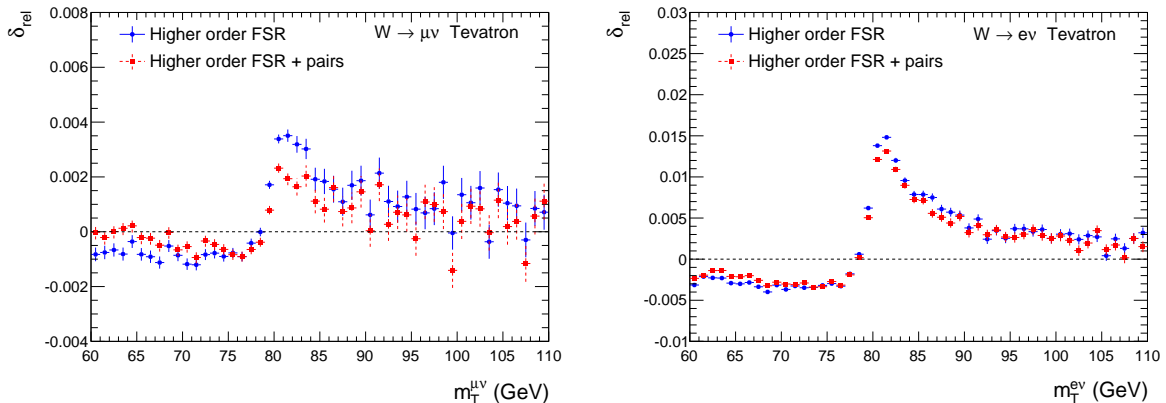 δrel
0.008
0.006
0.004
0.002
0
-0.002
-0.004
Higher order FSR
Higher order FSR + pairs
W → μν Tevatron
60 65 70 75 80 85 90 95 100 105 110
m_T^μν (GeV)
δrel
0.03
0.025
0.02
0.015
0.01
0.005
0
-0.005
-0.01
Higher order FSR
Higher order FSR + pairs
W → eν Tevatron
60 65 70 75 80 85 90 95 100 105 110
m_T^eν (GeV)